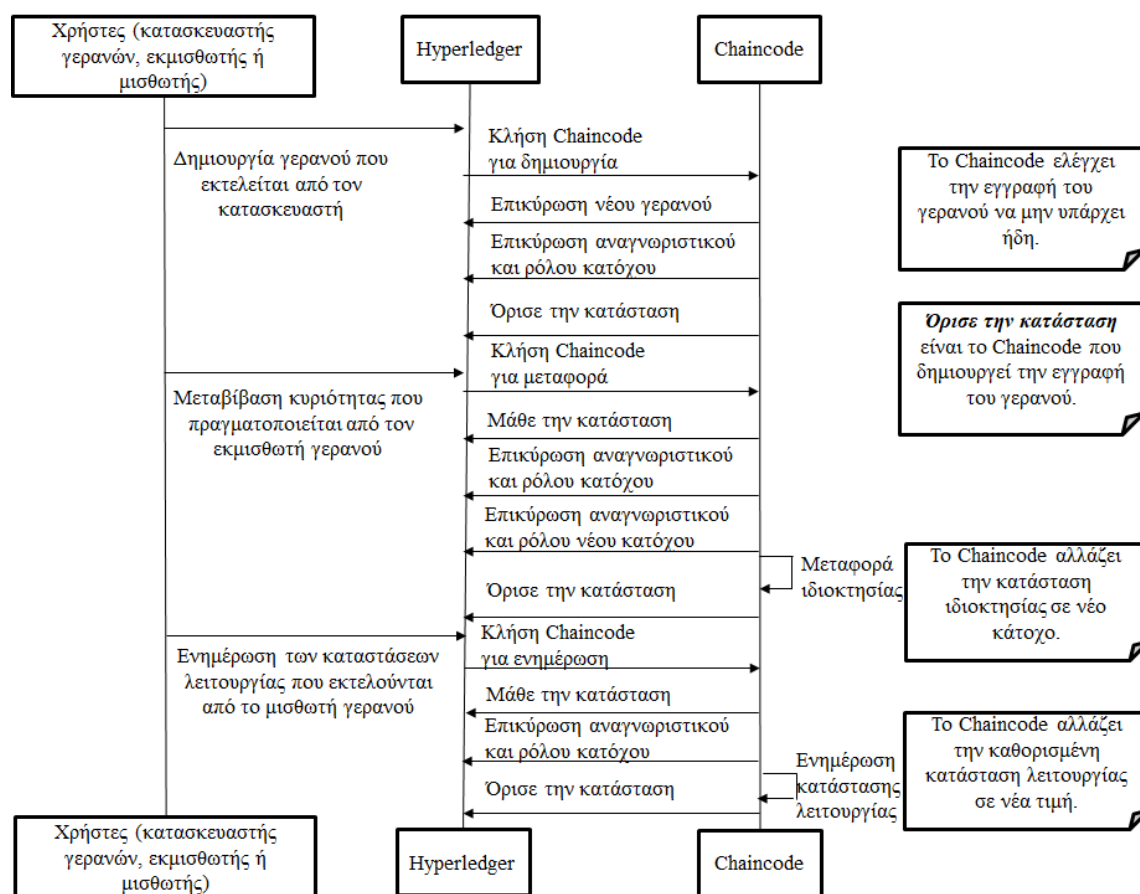 Χρήστες (κατασκευαστής
γερανών, εκμισθωτής ή
μισθωτής)
Hyperledger
Chaincode
Δημιουργία γερανού που
εκτελείται από τον
κατασκευαστή
Κλήση Chaincode
για δημιουργία
Επικύρωση νέου γερανού
Επικύρωση αναγνωριστικού
και ρόλου κατόχου
Όρισε την κατάσταση
Το Chaincode ελέγχει
την εγγραφή του
γερανού να μην υπάρχει
ήδη.
Όρισε την κατάσταση
είναι το Chaincode που
δημιουργεί την εγγραφή
του γερανού.
Μεταβίβαση κυριότητας που
πραγματοποιείται από τον
εκμισθωτή γερανού
Κλήση Chaincode
για μεταφορά
Μάθε την κατάσταση
Επικύρωση αναγνωριστικού
και ρόλου κατόχου
Επικύρωση αναγνωριστικού
και ρόλου νέου κατόχου
Μεταφορά
ιδιοκτησίας
Όρισε την κατάσταση
Το Chaincode αλλάζει
την κατάσταση
ιδιοκτησίας σε νέο
κάτοχο.
Ενημέρωση των καταστάσεων
λειτουργίας που εκτελούνται
από το μισθωτή γερανού
Κλήση Chaincode
για ενημέρωση
Μάθε την κατάσταση
Επικύρωση αναγνωριστικού
και ρόλου κατόχου
Ενημέρωση
κατάστασης
λειτουργίας
Όρισε την κατάσταση
Το Chaincode αλλάζει
την καθορισμένη
κατάσταση λειτουργίας
σε νέα τιμή.
Χρήστες (κατασκευαστής
γερανών, εκμισθωτής ή
μισθωτής)
Hyperledger
Chaincode